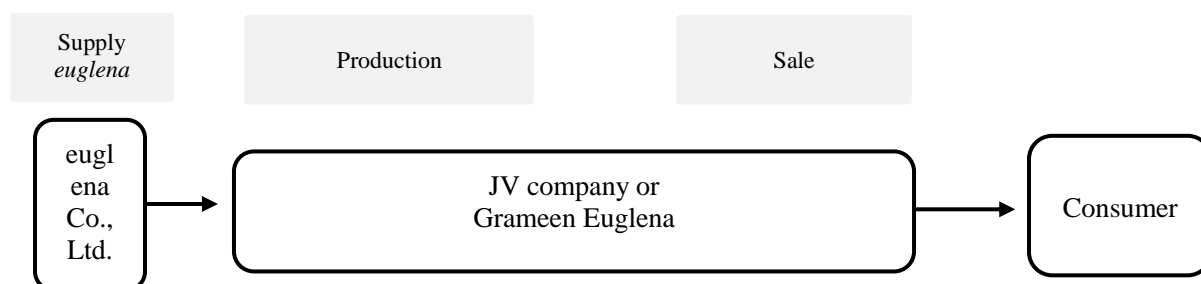 Supply
euglena
Production
Sale
eugl
ena
Co.,
Ltd.
JV company or
Grameen Euglena
Consumer